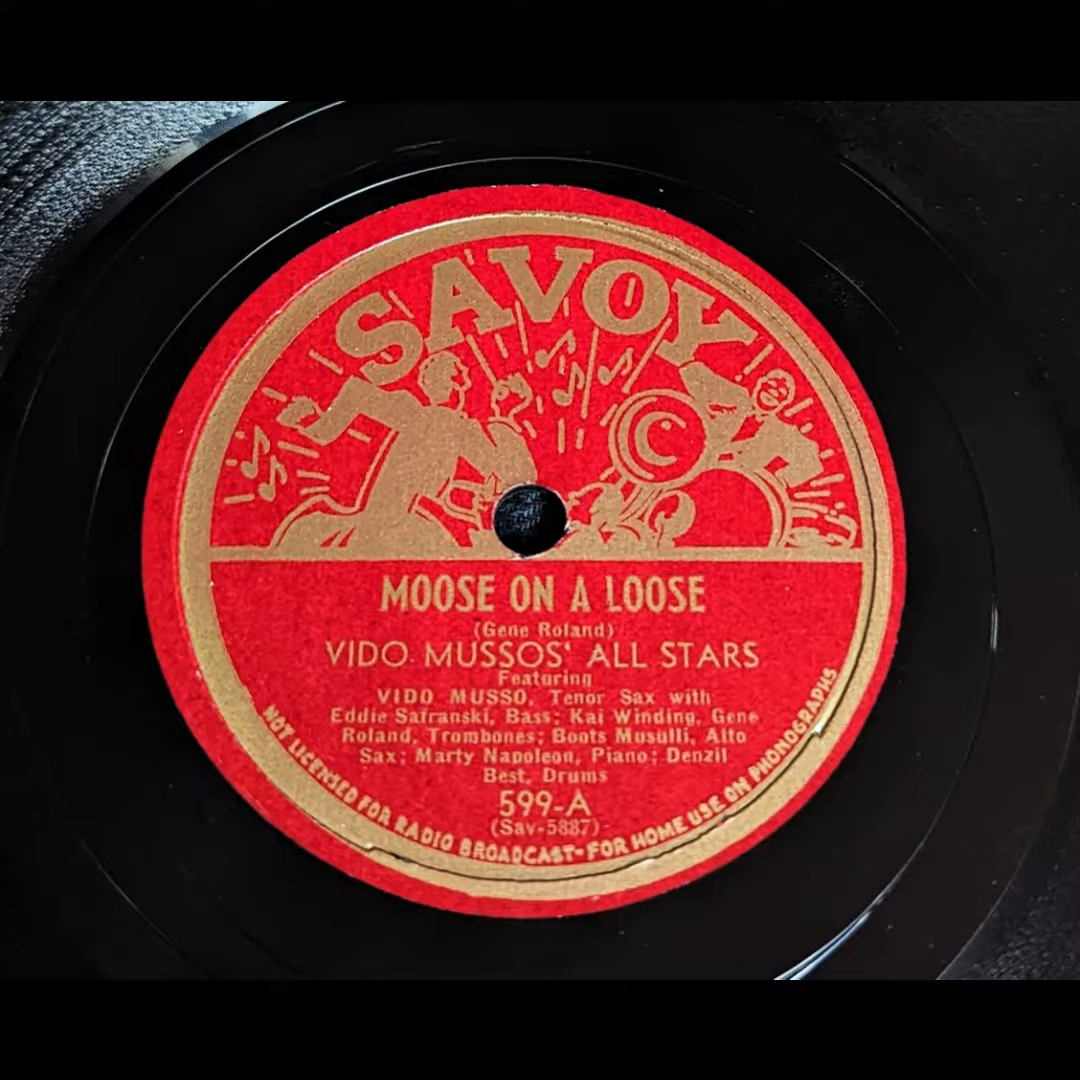 SAVOY
C
MOOSE ON A LOOSE
(Gene Roland)
VIDO MUSSOS' ALL STARS
Featuring
VIDO MUSSO, Tenor Sax with
Eddie Safranski, Bass; Kai Winding, Gene
Roland, Trombones; Boots Musulli, Alto
Sax; Marty Napoleon, Piano; Denzil
Best, Drums
599-A
(Sav-5887)
NOT LICENSED FOR RADIO BROADCAST-FOR HOME USE ON PHONOGRAPHS